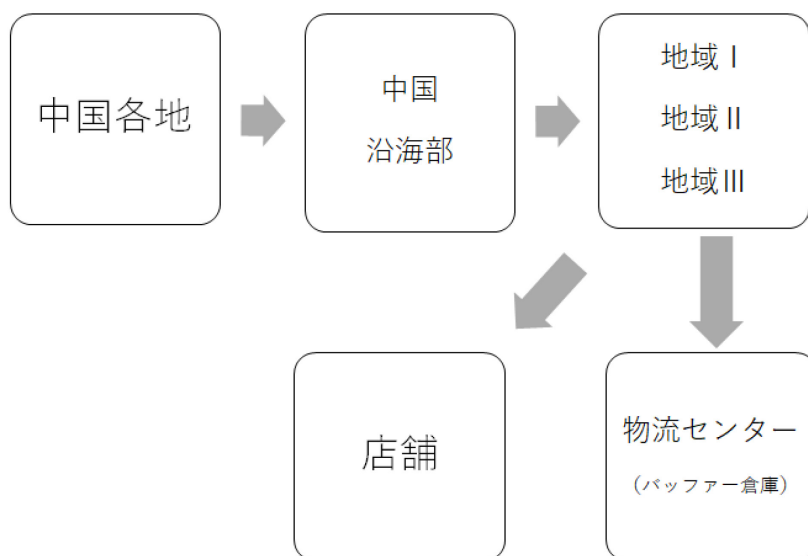 中国各地
中国
沿海部
地域Ⅰ
地域Ⅱ
地域Ⅲ
店舗
物流センター
（バッファー倉庫）